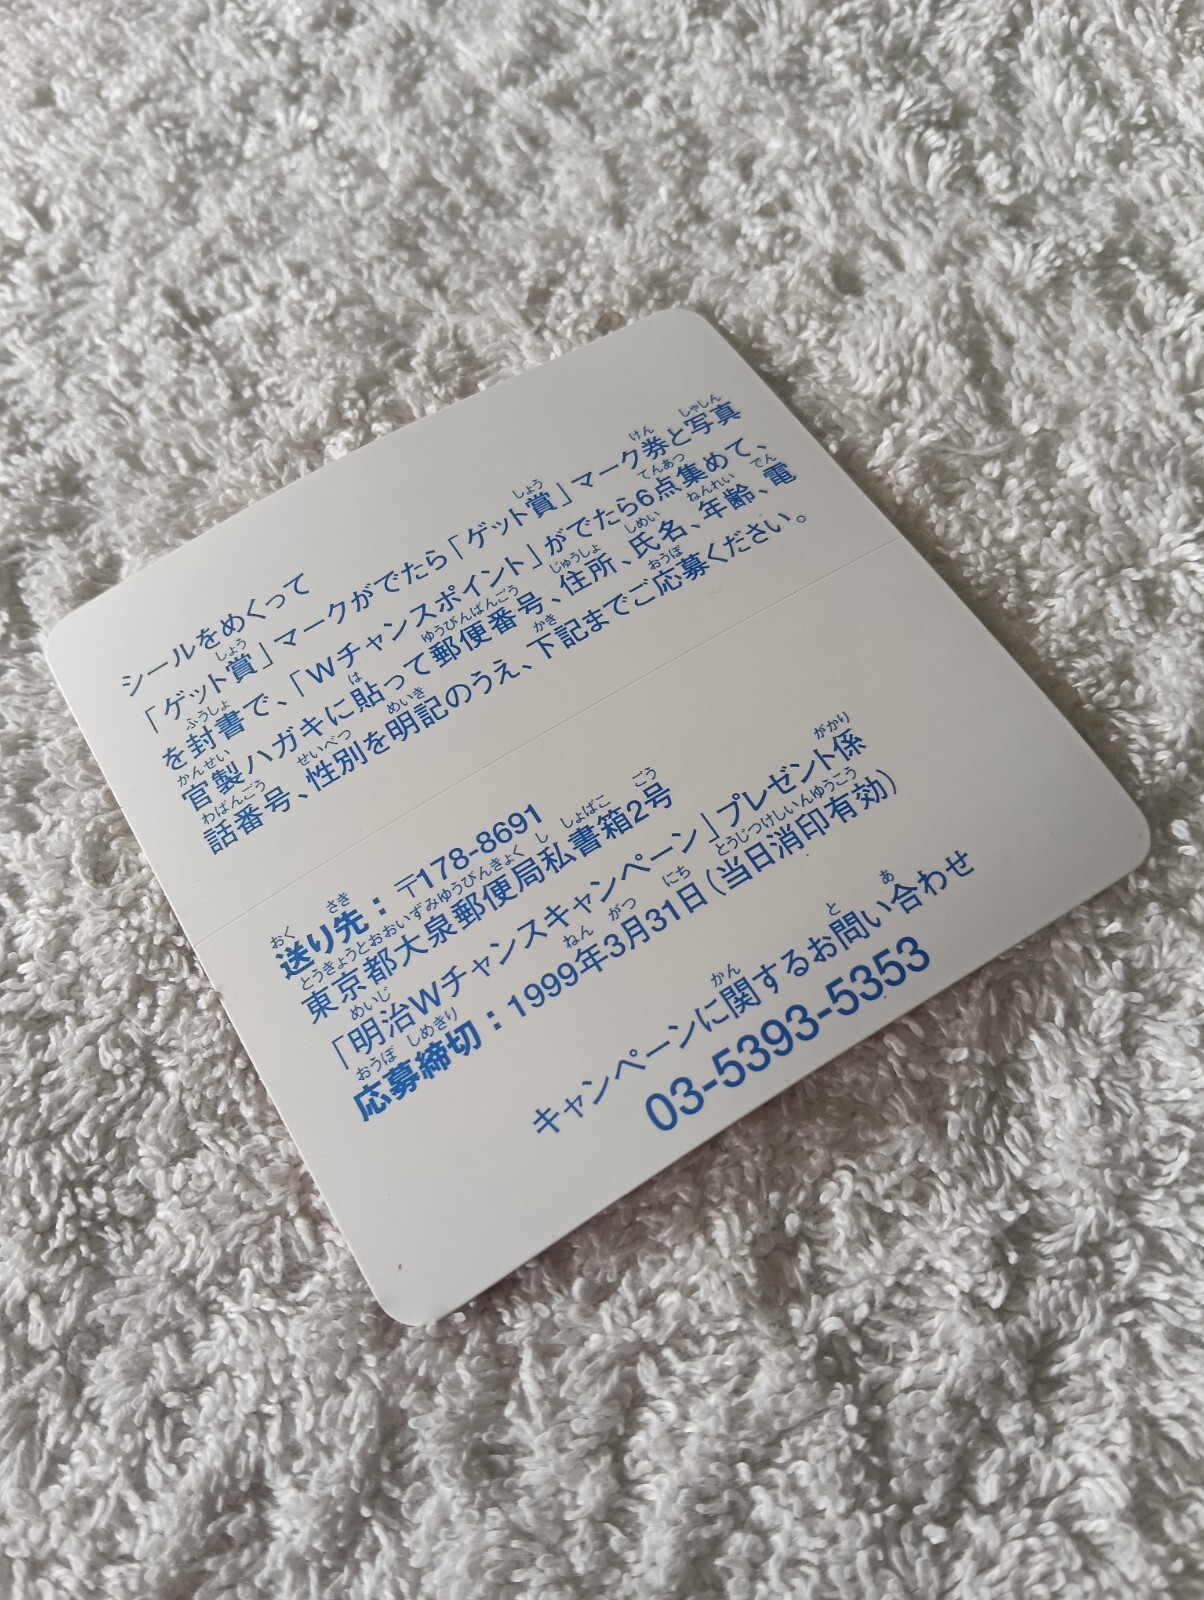 シールをめくって
「ゲット賞」マークがでたら「ゲット賞」マーク券と写真
を封書で、「Wチャンスポイント」がでたら6点集めて、
官製ハガキに貼って郵便番号、住所、氏名、年齢、電
話番号、性別を明記のうえ、下記までご応募ください。
送り先：〒178-8691
東京都大泉郵便局私書箱2号
「明治Wチャンスキャンペーン」プレゼント係
応募締切：1999年3月31日（当日消印有効）
キャンペーンに関するお問い合わせ
03-5393-5353